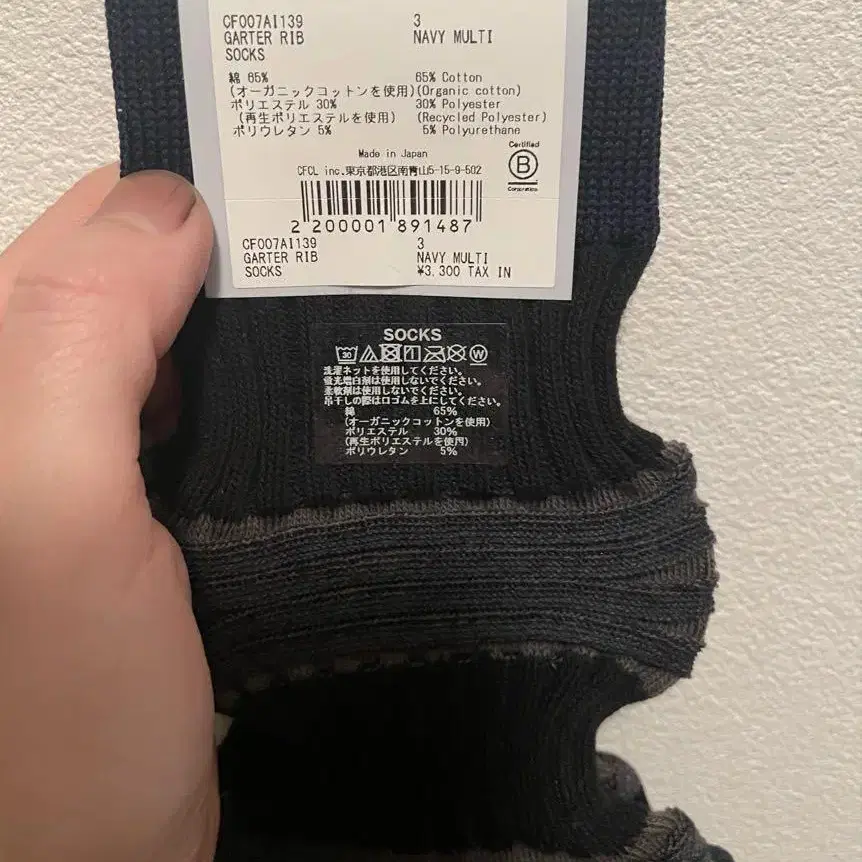 CF007AI139 3
GARTER RIB NAVY MULTI
SOCKS
綿 65% 65% Cotton
(オーガニックコットンを使用)(Organic cotton)
ポリエステル 30% 30% Polyester
(再生ポリエステルを使用) (Recycled Polyester)
ポリウレタン 5% 5% Polyurethane
Certified
B
Corporation
Made in Japan
CFCL inc.東京都港区南青山5-15-9-502
2 200001 891487
CF007AI139 3
GARTER RIB NAVY MULTI
SOCKS ¥3,300 TAX IN
SOCKS
30 W
洗濯ネットを使用してください。
蛍光増白剤は使用しないでください。
柔軟剤は使用しないでください。
吊干しの際はロゴムを上にしてください。
綿 65%
(オーガニックコットンを使用)
ポリエステル 30%
(再生ポリエステルを使用)
ポリウレタン 5%